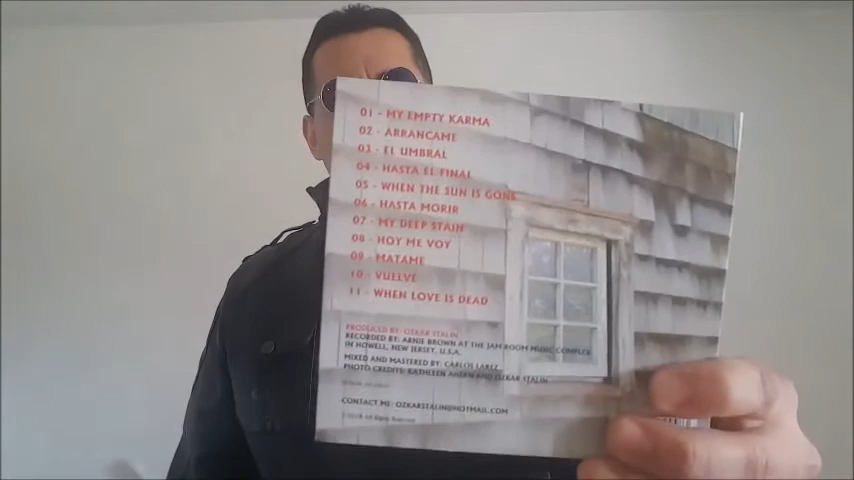 01 - MY EMPTY KARMA
02 - ARRANCAME
03 - EL UMBRAL
04 - HASTA EL FINAL
05 - WHEN THE SUN IS GONE
06 - HASTA MORIR
07 - MY DEEP STAIN
08 - HOY ME VOY
09 - MATAME
10 - VUELVE
11 - WHEN LOVE IS DEAD
PRODUCED BY: OZKAR STALIN
RECORDED BY: ARNIE BROWN AT THE JAM ROOM MUSIC COMPLEX
IN HOWELL, NEW JERSEY, U.S.A.
MIXED AND MASTERED BY: CARLOS LAREZ
PHOTO CREDITS: KATHLEEN AHERN AND OZKAR STALIN
CONTACT ME: OZKARSTALIN@HOTMAIL.COM
All Rights Reserved